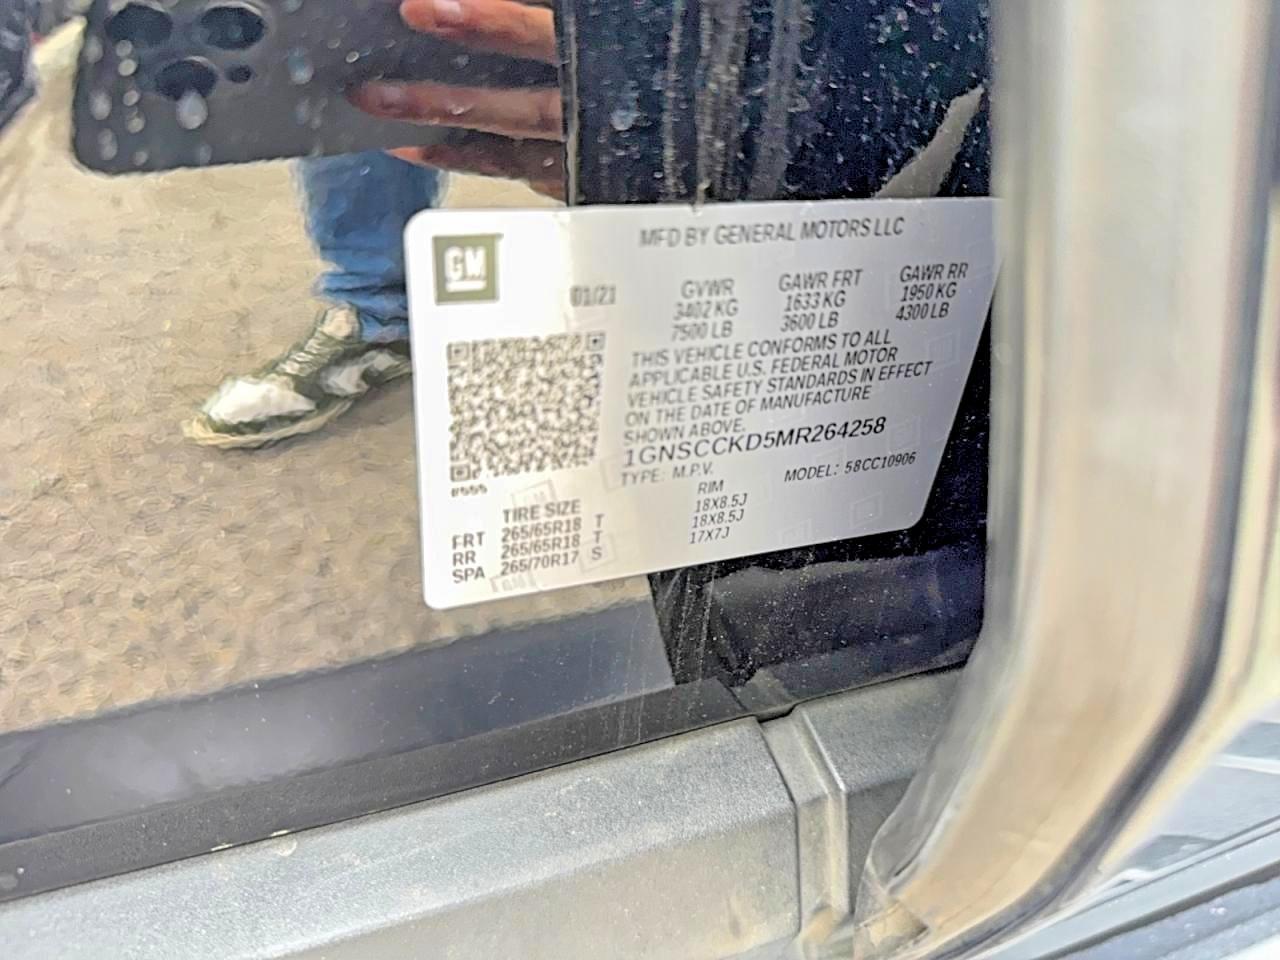 GM
MFD BY GENERAL MOTORS LLC
01/21
GVWR GAWR FRT GAWR RR
3402 KG 1633 KG 1950 KG
7500 LB 3600 LB 4300 LB
THIS VEHICLE CONFORMS TO ALL
APPLICABLE U.S. FEDERAL MOTOR
VEHICLE SAFETY STANDARDS IN EFFECT
ON THE DATE OF MANUFACTURE
SHOWN ABOVE.
1GNSCCKD5MR264258
TYPE: M.P.V. MODEL: 58CC10906
TIRE SIZE RIM
FRT 265/65R18 T 18X8.5J
RR 265/65R18 T 18X8.5J
SPA 265/70R17 S 17X7J